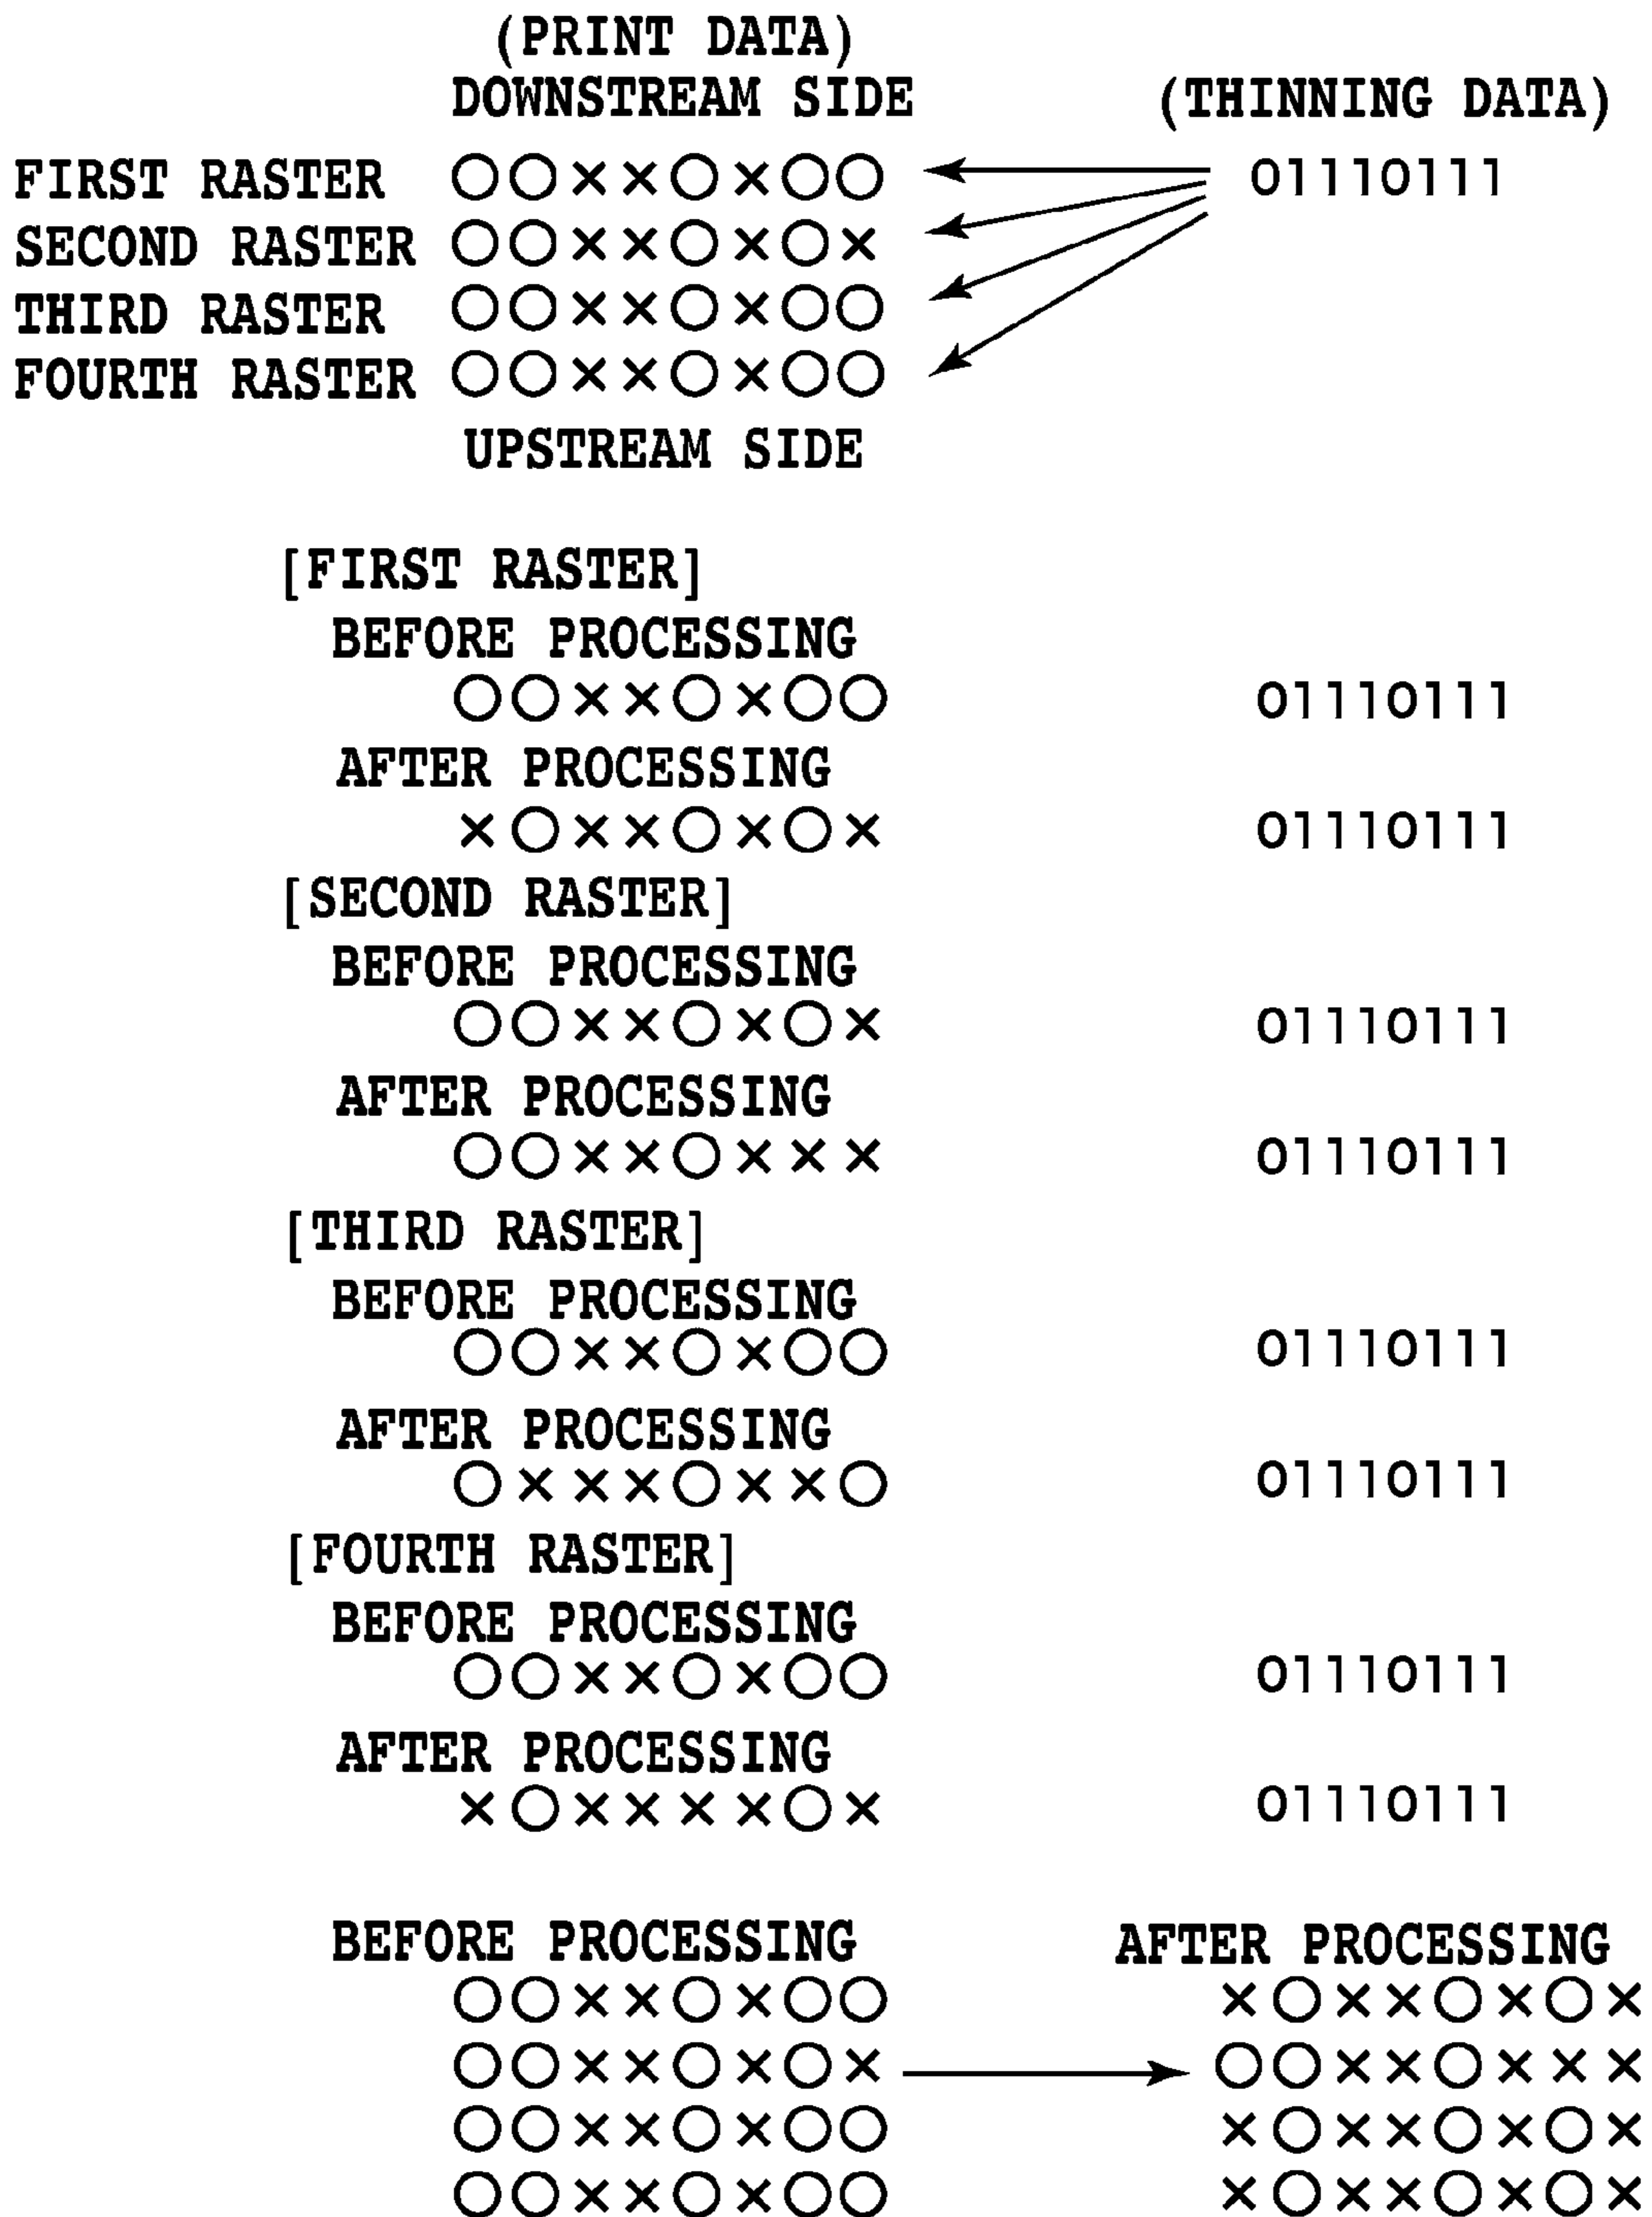 (PRINT DATA)
DOWNSTREAM SIDE (THINNING DATA)
FIRST RASTER ○○××○×○○ 01110111
SECOND RASTER ○○××○×○×
THIRD RASTER ○○××○×○○
FOURTH RASTER ○○××○×○○
UPSTREAM SIDE
[FIRST RASTER]
BEFORE PROCESSING
○○××○×○○ 01110111
AFTER PROCESSING
×○××○×○× 01110111
[SECOND RASTER]
BEFORE PROCESSING
○○××○×○× 01110111
AFTER PROCESSING
○○××○××× 01110111
[THIRD RASTER]
BEFORE PROCESSING
○○××○×○○ 01110111
AFTER PROCESSING
○×××○××○ 01110111
[FOURTH RASTER]
BEFORE PROCESSING
○○××○×○○ 01110111
AFTER PROCESSING
×○××××○× 01110111
BEFORE PROCESSING AFTER PROCESSING
○○××○×○○ ×○××○×○×
○○××○×○× ○○××○×××
○○××○×○○ ×○××○×○×
○○××○×○○ ×○××○×○×